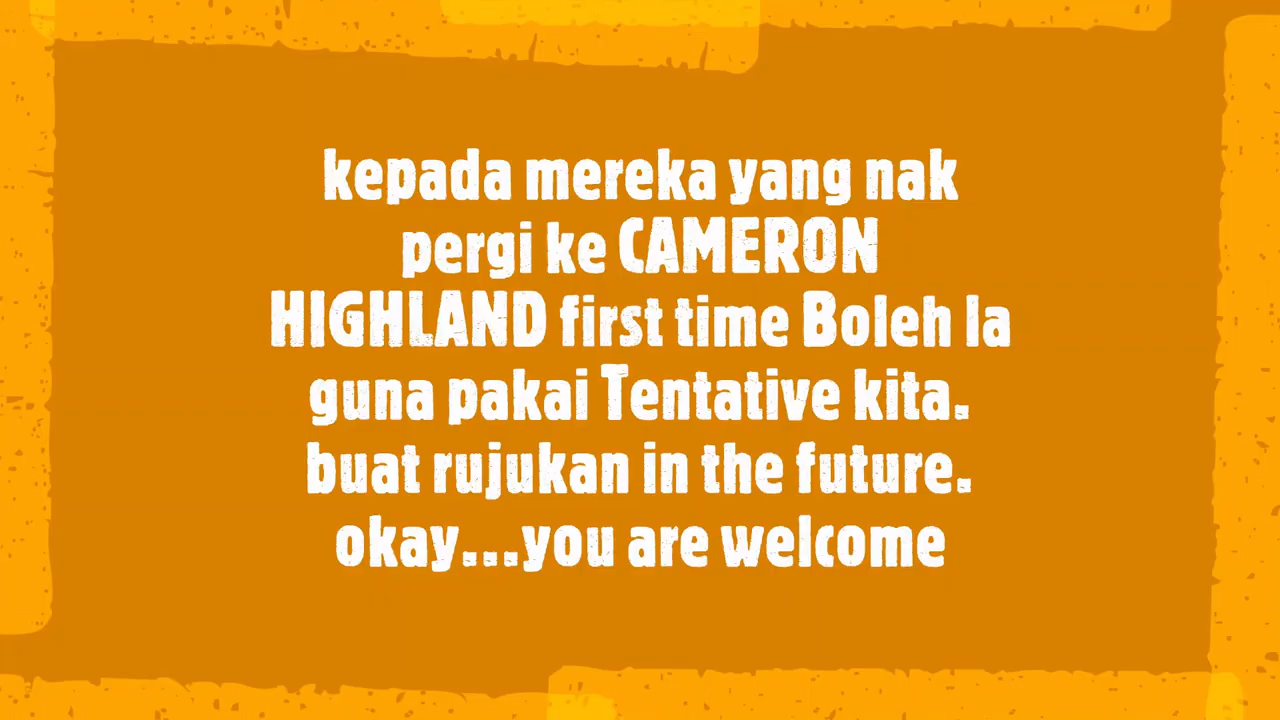 kepada mereka yang nak
pergi ke CAMERON
HIGHLAND first time Boleh la
guna pakai Tentative kita.
buat rujukan in the future.
okay...you are welcome